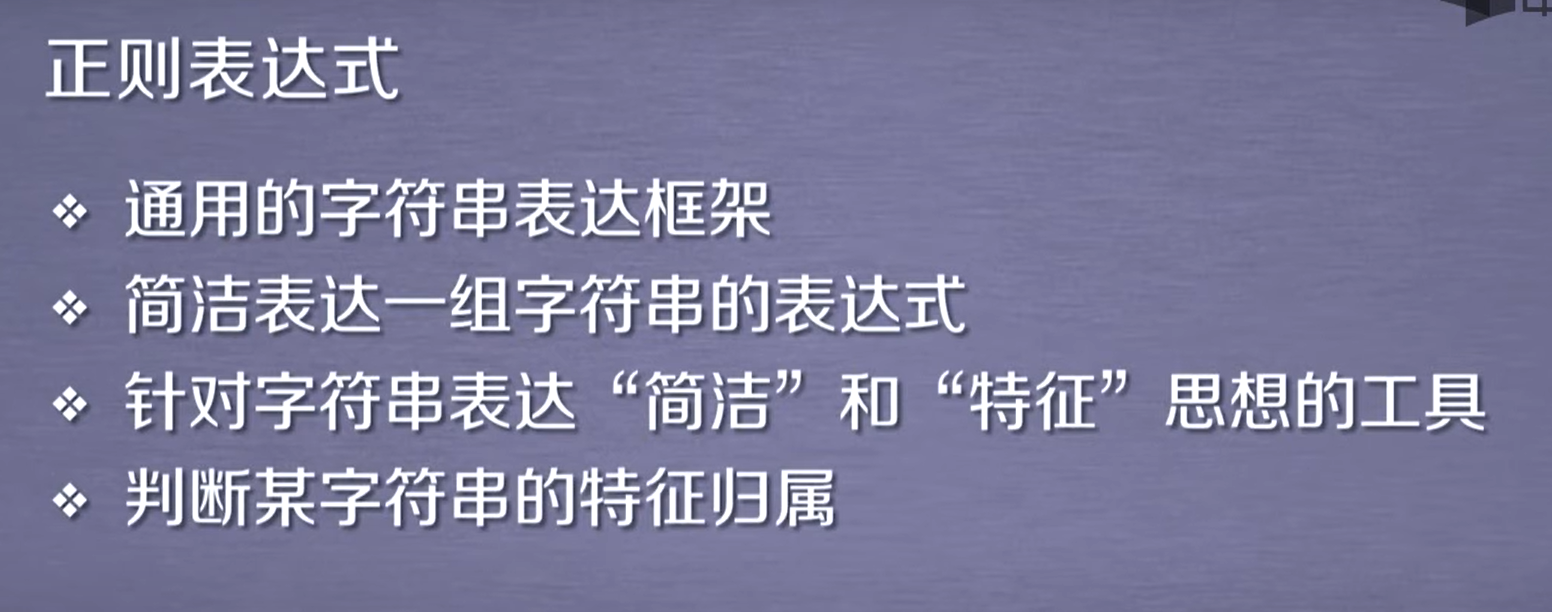 正则表达式
❖ 通用的字符串表达框架
❖ 简洁表达一组字符串的表达式
❖ 针对字符串表达“简洁”和“特征”思想的工具
❖ 判断某字符串的特征归属